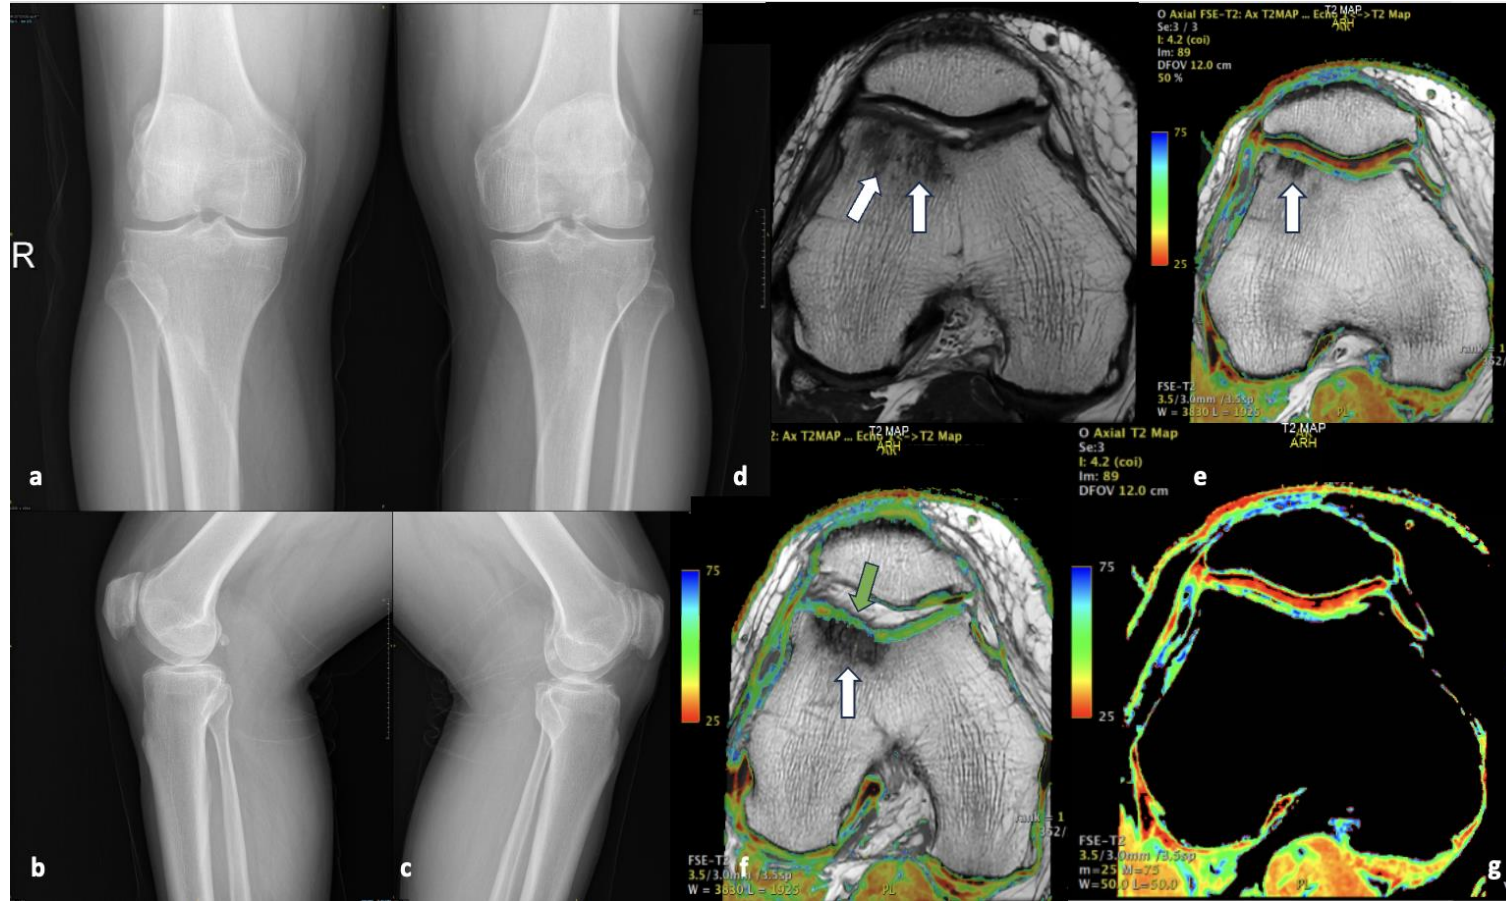 R
a
b
c
d
O Axial FSE-T2: Ax T2MAP ... Echo
->T2 Map
T2 MAP
ARH
Se:3 / 3
I: 4.2 (coi)
Im: 89
DFOV 12.0 cm
50 %
75
25
FSE-T2
3.5/3.0mm /3.5sp
W = 3830 L = 1925
PL
e
2: Ax T2MAP ... Echo
->T2 Map
T2 MAP
ARH
75
25
rank = 1
352/
FSE-T2
3.5/3.0mm /3.5sp
W = 3830 L = 1925
PL
f
O Axial T2 Map
Se:3
I: 4.2 (coi)
Im: 89
DFOV 12.0 cm
T2 MAP
ARH
75
25
FSE-T2
3.5/3.0mm /3.5sp
m=25 M=75
W=50.0 L=50.0
PL
g